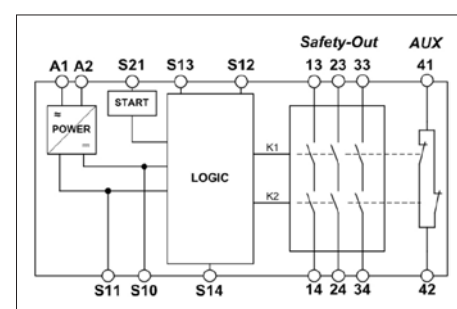 Safety-Out AUX
A1 A2 S21 S13 S12 13 23 33 41
START
≈
POWER
=
K1
LOGIC
K2
S11 S10 S14 14 24 34 42